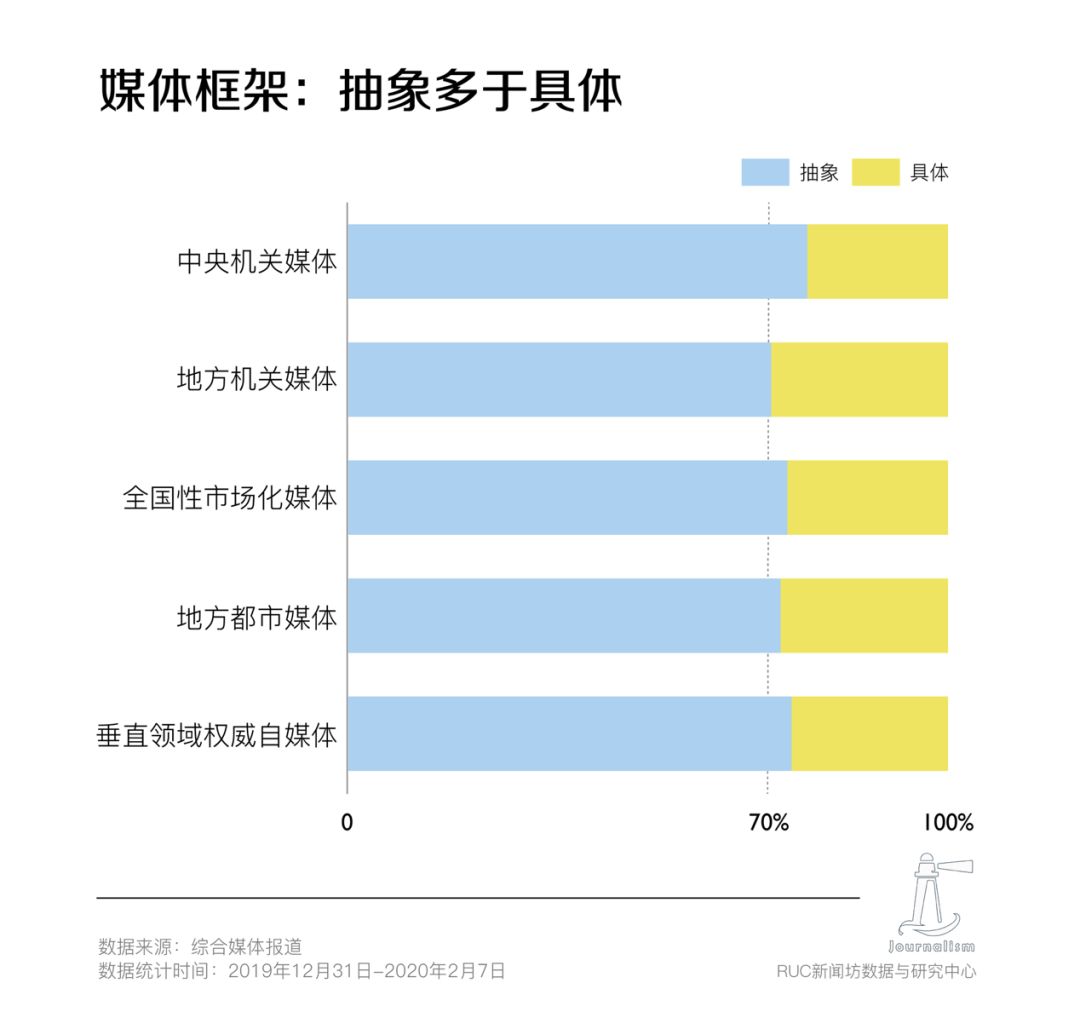 媒体框架：抽象多于具体
抽象 具体
中央机关媒体
地方机关媒体
全国性市场化媒体
地方都市媒体
垂直领域权威自媒体
0 70% 100%
Journalism
数据来源：综合媒体报道
数据统计时间：2019年12月31日-2020年2月7日
RUC新闻坊数据与研究中心